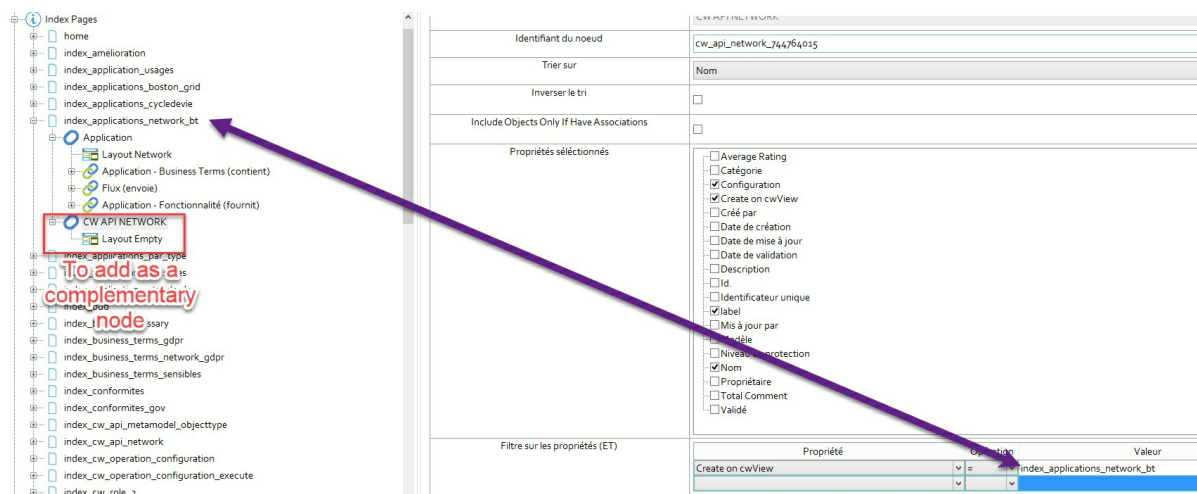 Index Pages
home
index_amelioration
index_application_usages
index_applications_boston_grid
index_applications_cycledevie
index_applications_network_bt
Application
Layout Network
Application - Business Terms (contient)
Flux (envoie)
Application - Fonctionnalité (fournit)
CW API NETWORK
Layout Empty
index_applications_par_type
To add as a
complementary
node
index_business_terms_gdpr
index_business_terms_network_gdpr
index_business_terms_sensibles
index_conformites
index_conformites_gov
index_cw_api_metamodel_objecttype
index_cw_api_network
index_cw_operation_configuration
index_cw_operation_configuration_execute
index_cw_role_2
CW API NETWORK
Identifiant du noeud
cw_api_network_744764015
Trier sur
Nom
Inverser le tri
Include Objects Only If Have Associations
Propriétés séléctionnés
Average Rating
Catégorie
Configuration
Create on cwView
Créé par
Date de création
Date de mise à jour
Date de validation
Description
Id.
Identificateur unique
label
Mis à jour par
Modèle
Niveau de protection
Nom
Propriétaire
Total Comment
Validé
Filtre sur les propriétés (ET)
Propriété Opération Valeur
Create on cwView = index_applications_network_bt